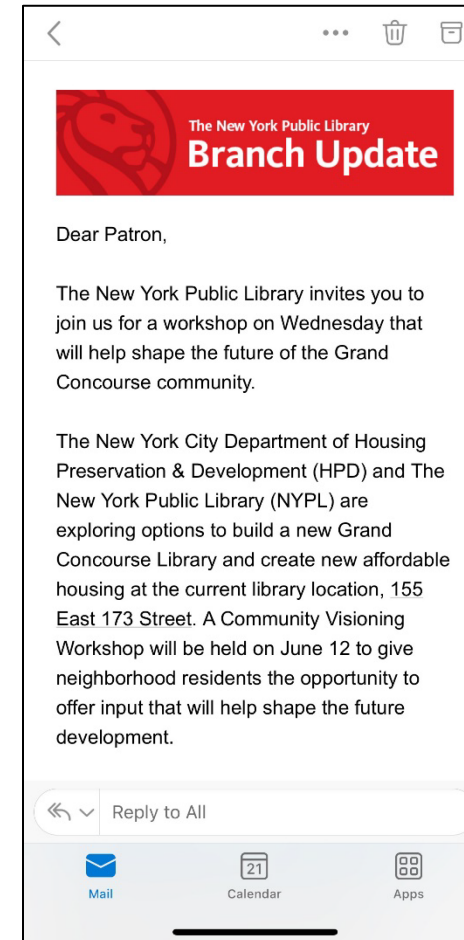 The New York Public Library
Branch Update
Dear Patron,
The New York Public Library invites you to
join us for a workshop on Wednesday that
will help shape the future of the Grand
Concourse community.
The New York City Department of Housing
Preservation & Development (HPD) and The
New York Public Library (NYPL) are
exploring options to build a new Grand
Concourse Library and create new affordable
housing at the current library location, 155
East 173 Street. A Community Visioning
Workshop will be held on June 12 to give
neighborhood residents the opportunity to
offer input that will help shape the future
development.
Reply to All
21
Mail Calendar Apps